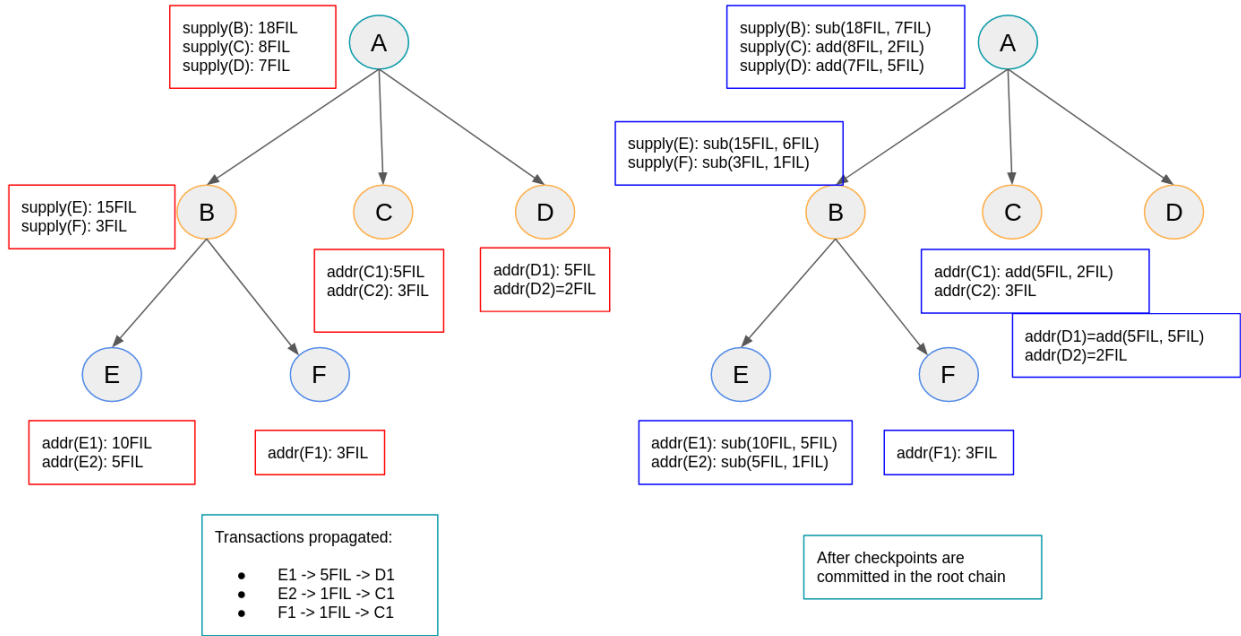 supply(B): 18FIL
supply(C): 8FIL
supply(D): 7FIL
A
supply(E): 15FIL
supply(F): 3FIL
B
C
D
addr(C1):5FIL
addr(C2): 3FIL
addr(D1): 5FIL
addr(D2)=2FIL
E
F
addr(E1): 10FIL
addr(E2): 5FIL
addr(F1): 3FIL
Transactions propagated:
● E1 -> 5FIL -> D1
● E2 -> 1FIL -> C1
● F1 -> 1FIL -> C1
supply(B): sub(18FIL, 7FIL)
supply(C): add(8FIL, 2FIL)
supply(D): add(7FIL, 5FIL)
A
supply(E): sub(15FIL, 6FIL)
supply(F): sub(3FIL, 1FIL)
B
C
D
addr(C1): add(5FIL, 2FIL)
addr(C2): 3FIL
addr(D1)=add(5FIL, 5FIL)
addr(D2)=2FIL
E
F
addr(E1): sub(10FIL, 5FIL)
addr(E2): sub(5FIL, 1FIL)
addr(F1): 3FIL
After checkpoints are
committed in the root chain